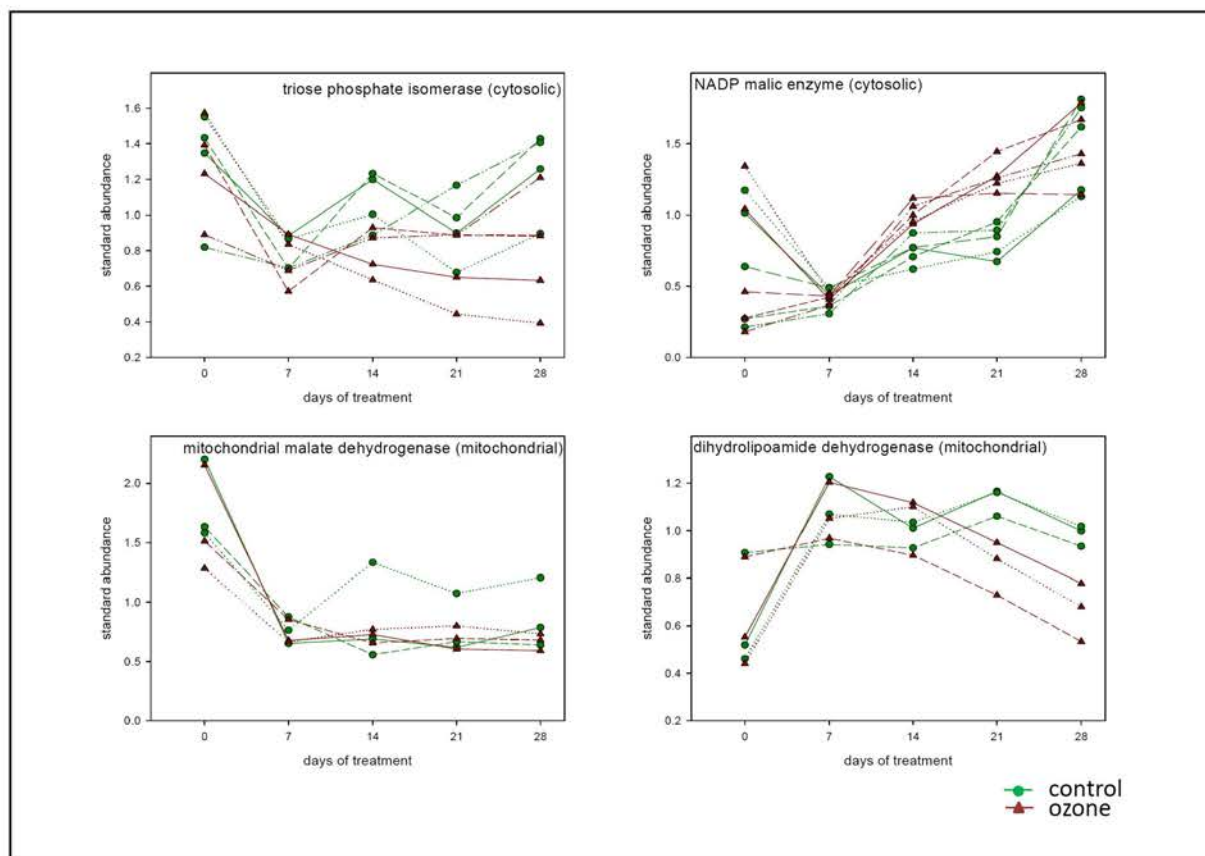 triose phosphate isomerase (cytosolic)
standard abundance
1.6
1.4
1.2
1.0
0.8
0.6
0.4
0.2
0 7 14 21 28
days of treatment
NADP malic enzyme (cytosolic)
standard abundance
1.5
1.0
0.5
0.0
0 7 14 21 28
days of treatment
mitochondrial malate dehydrogenase (mitochondrial)
standard abundance
2.0
1.5
1.0
0.5
0.0
0 7 14 21 28
days of treatment
dihydrolipoamide dehydrogenase (mitochondrial)
standard abundance
1.2
1.0
0.8
0.6
0.4
0.2
0 7 14 21 28
days of treatment
control
ozone